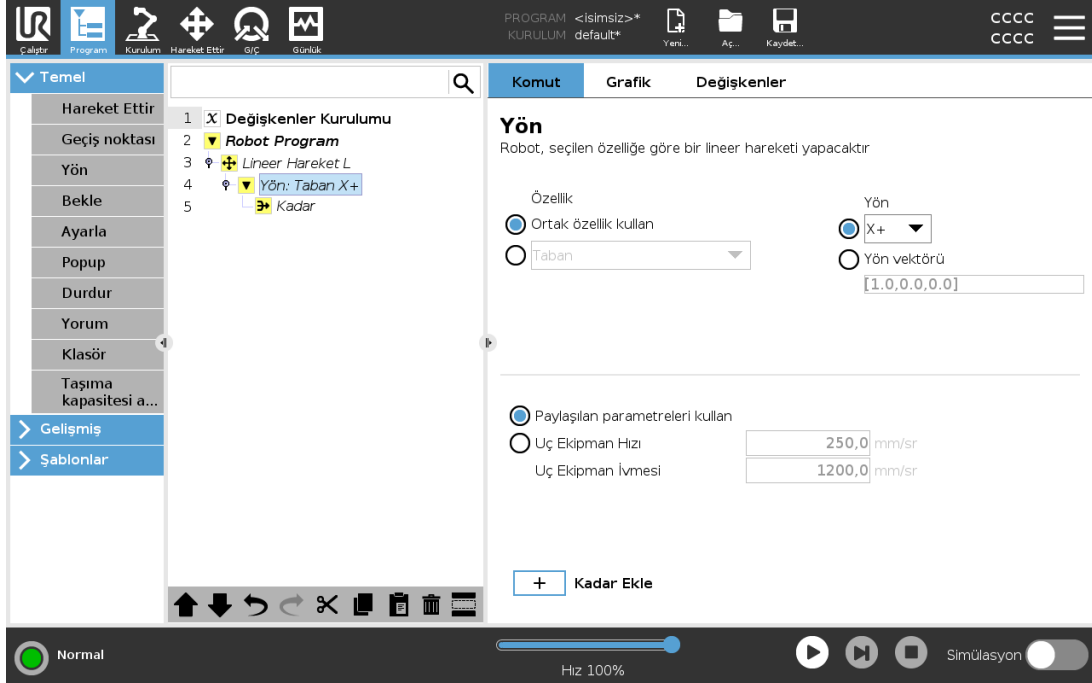 PROGRAM <isimsiz>*
KURULUM default*
Yeni...
Aç...
Kaydet...
CCCC
CCCC
UR
Çalıştır
Program
Kurulum
Hareket Ettir
G/Ç
Günlük
Temel
Hareket Ettir
Geçiş noktası
Yön
Bekle
Ayarla
Popup
Durdur
Yorum
Klasör
Taşıma
kapasitesi a...
Gelişmiş
Şablonlar
1 X Değişkenler Kurulumu
2 Robot Program
3 Lineer Hareket L
4 Yön: Taban X+
5 Kadar
Komut
Grafik
Değişkenler
Yön
Robot, seçilen özelliğe göre bir lineer hareketi yapacaktır
Özellik
Ortak özellik kullan
Taban
Yön
X+
Yön vektörü
[1.0,0.0,0.0]
Paylaşılan parametreleri kullan
Uç Ekipman Hızı 250,0 mm/sr
Uç Ekipman İvmesi 1200,0 mm/sr
+ Kadar Ekle
Normal
Hız 100%
Simülasyon